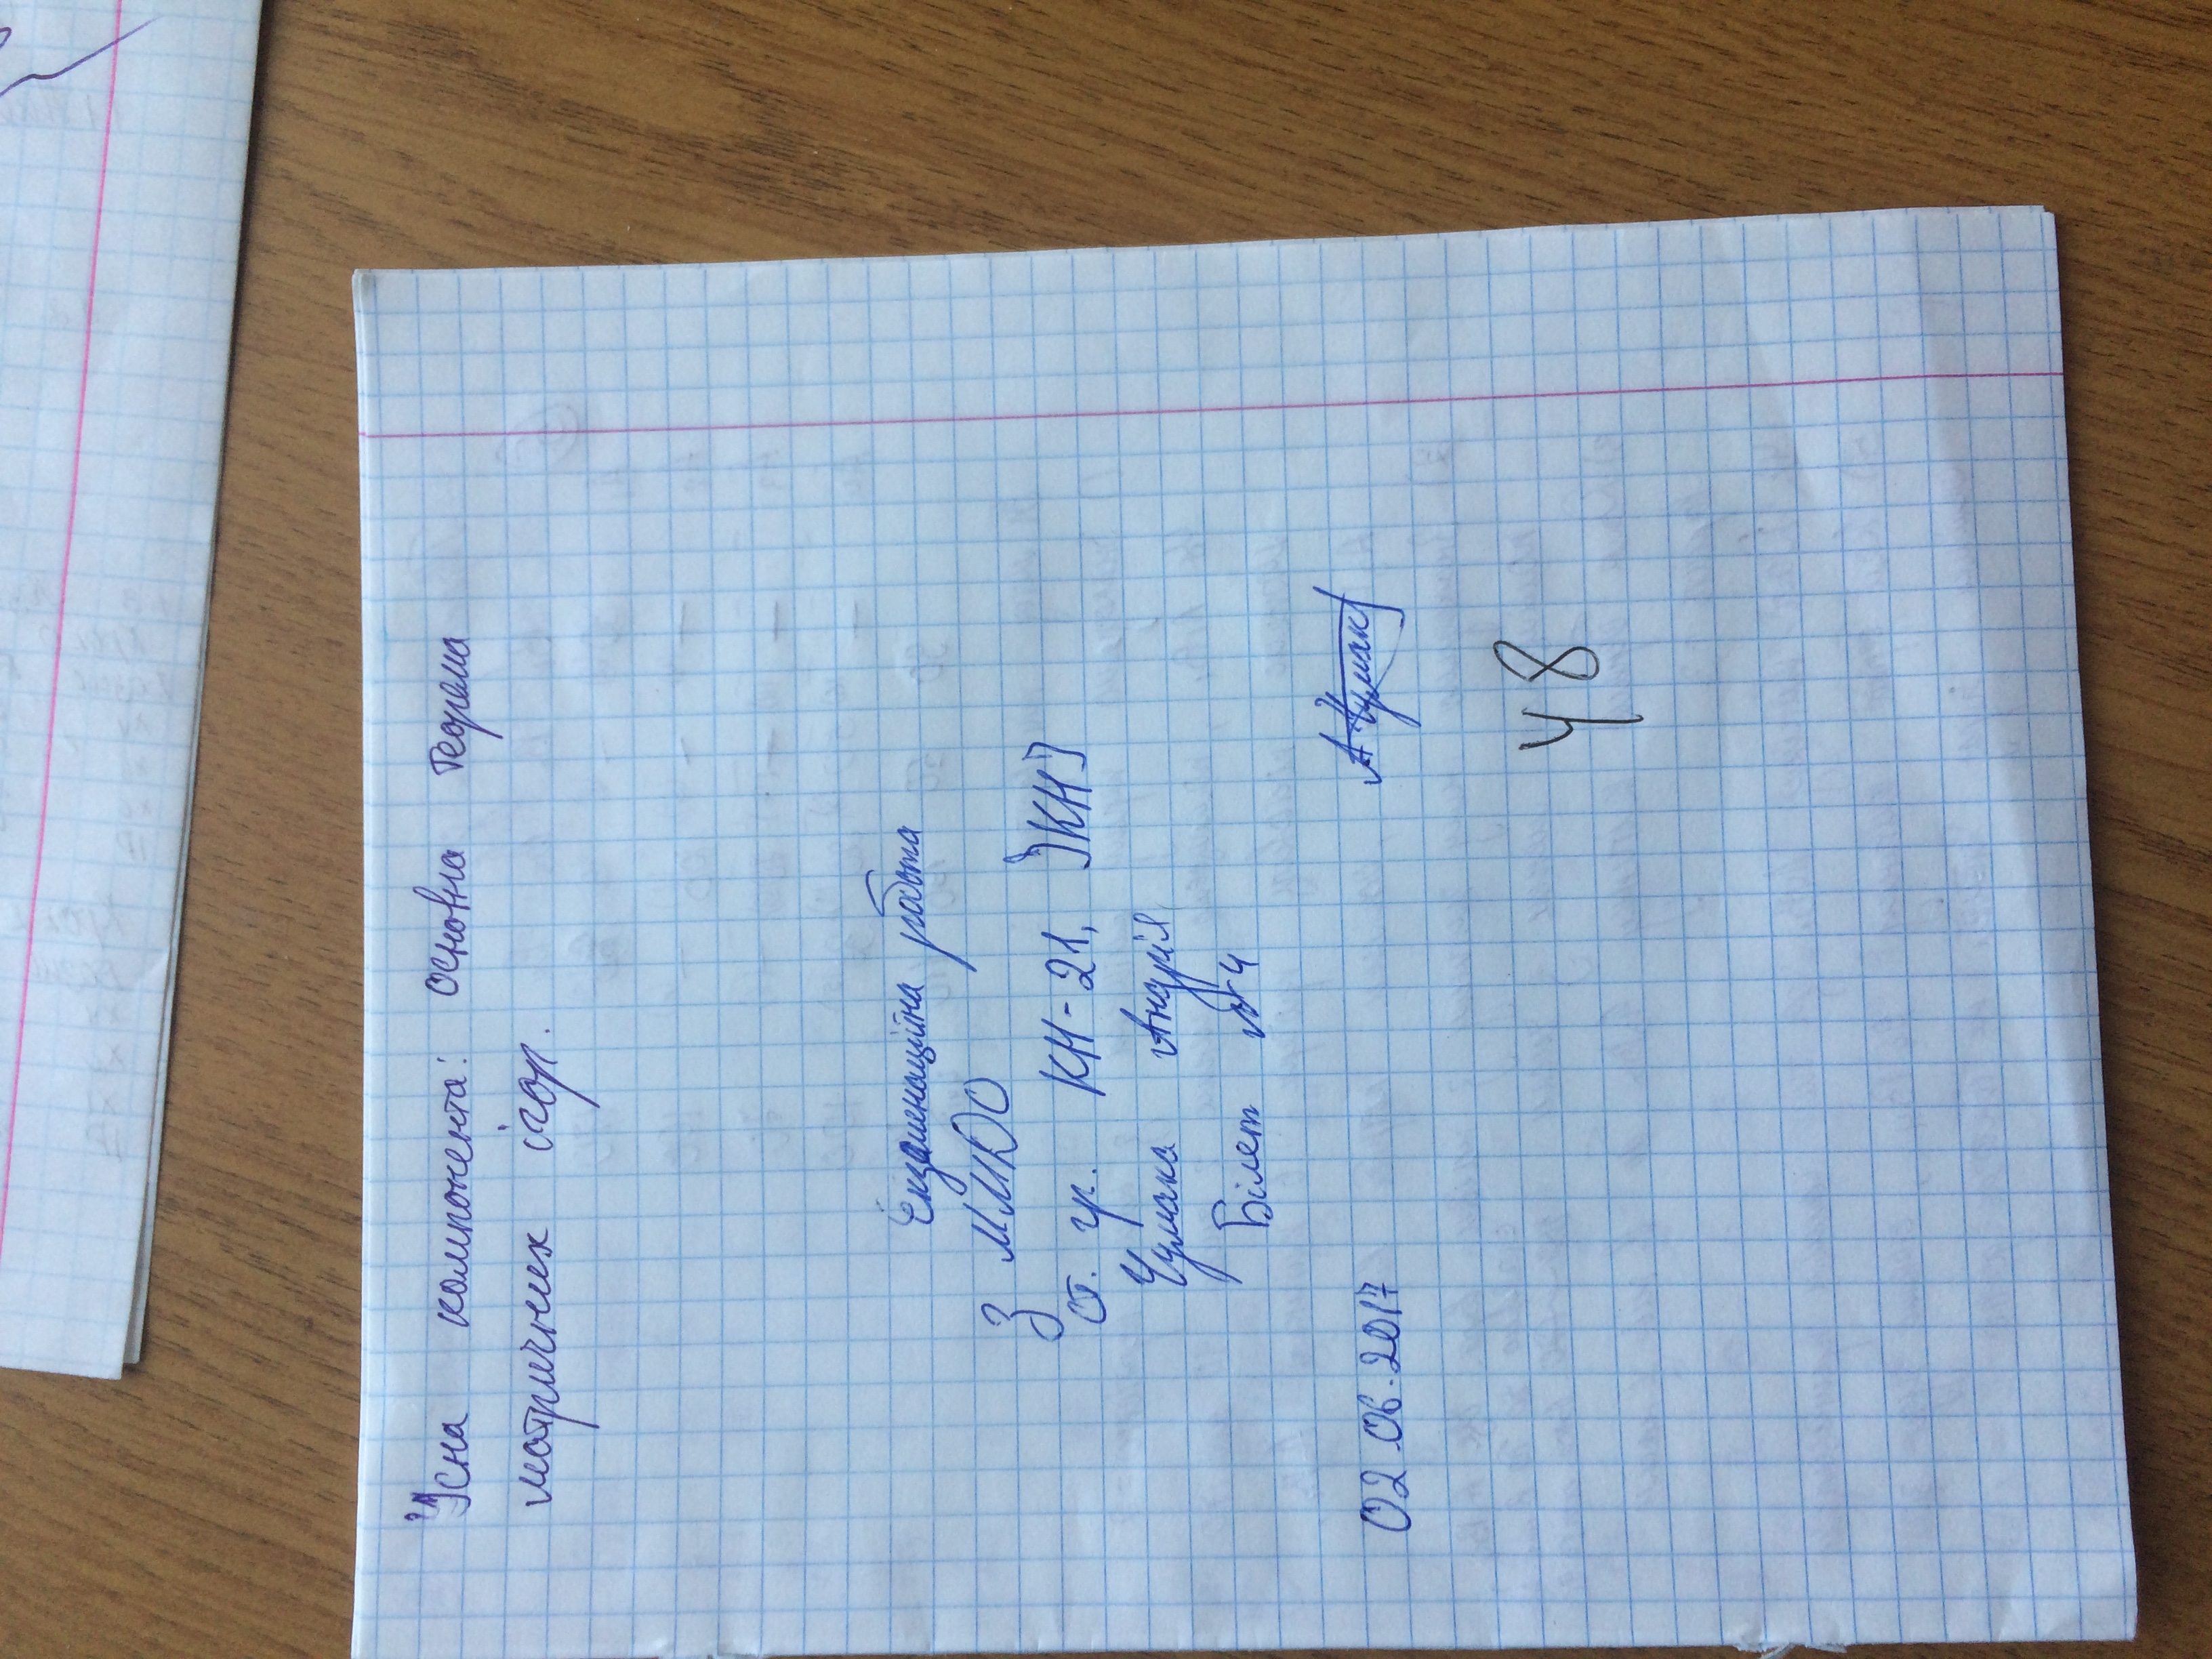 Усна компонента: основна теорема
матричних ігор.
Екзаменаційна робота
з ММДО
ст. гр. КН-21, ІКНІ
Чумака Андрія
Білет №4
02.06.2017
А Чумак
48